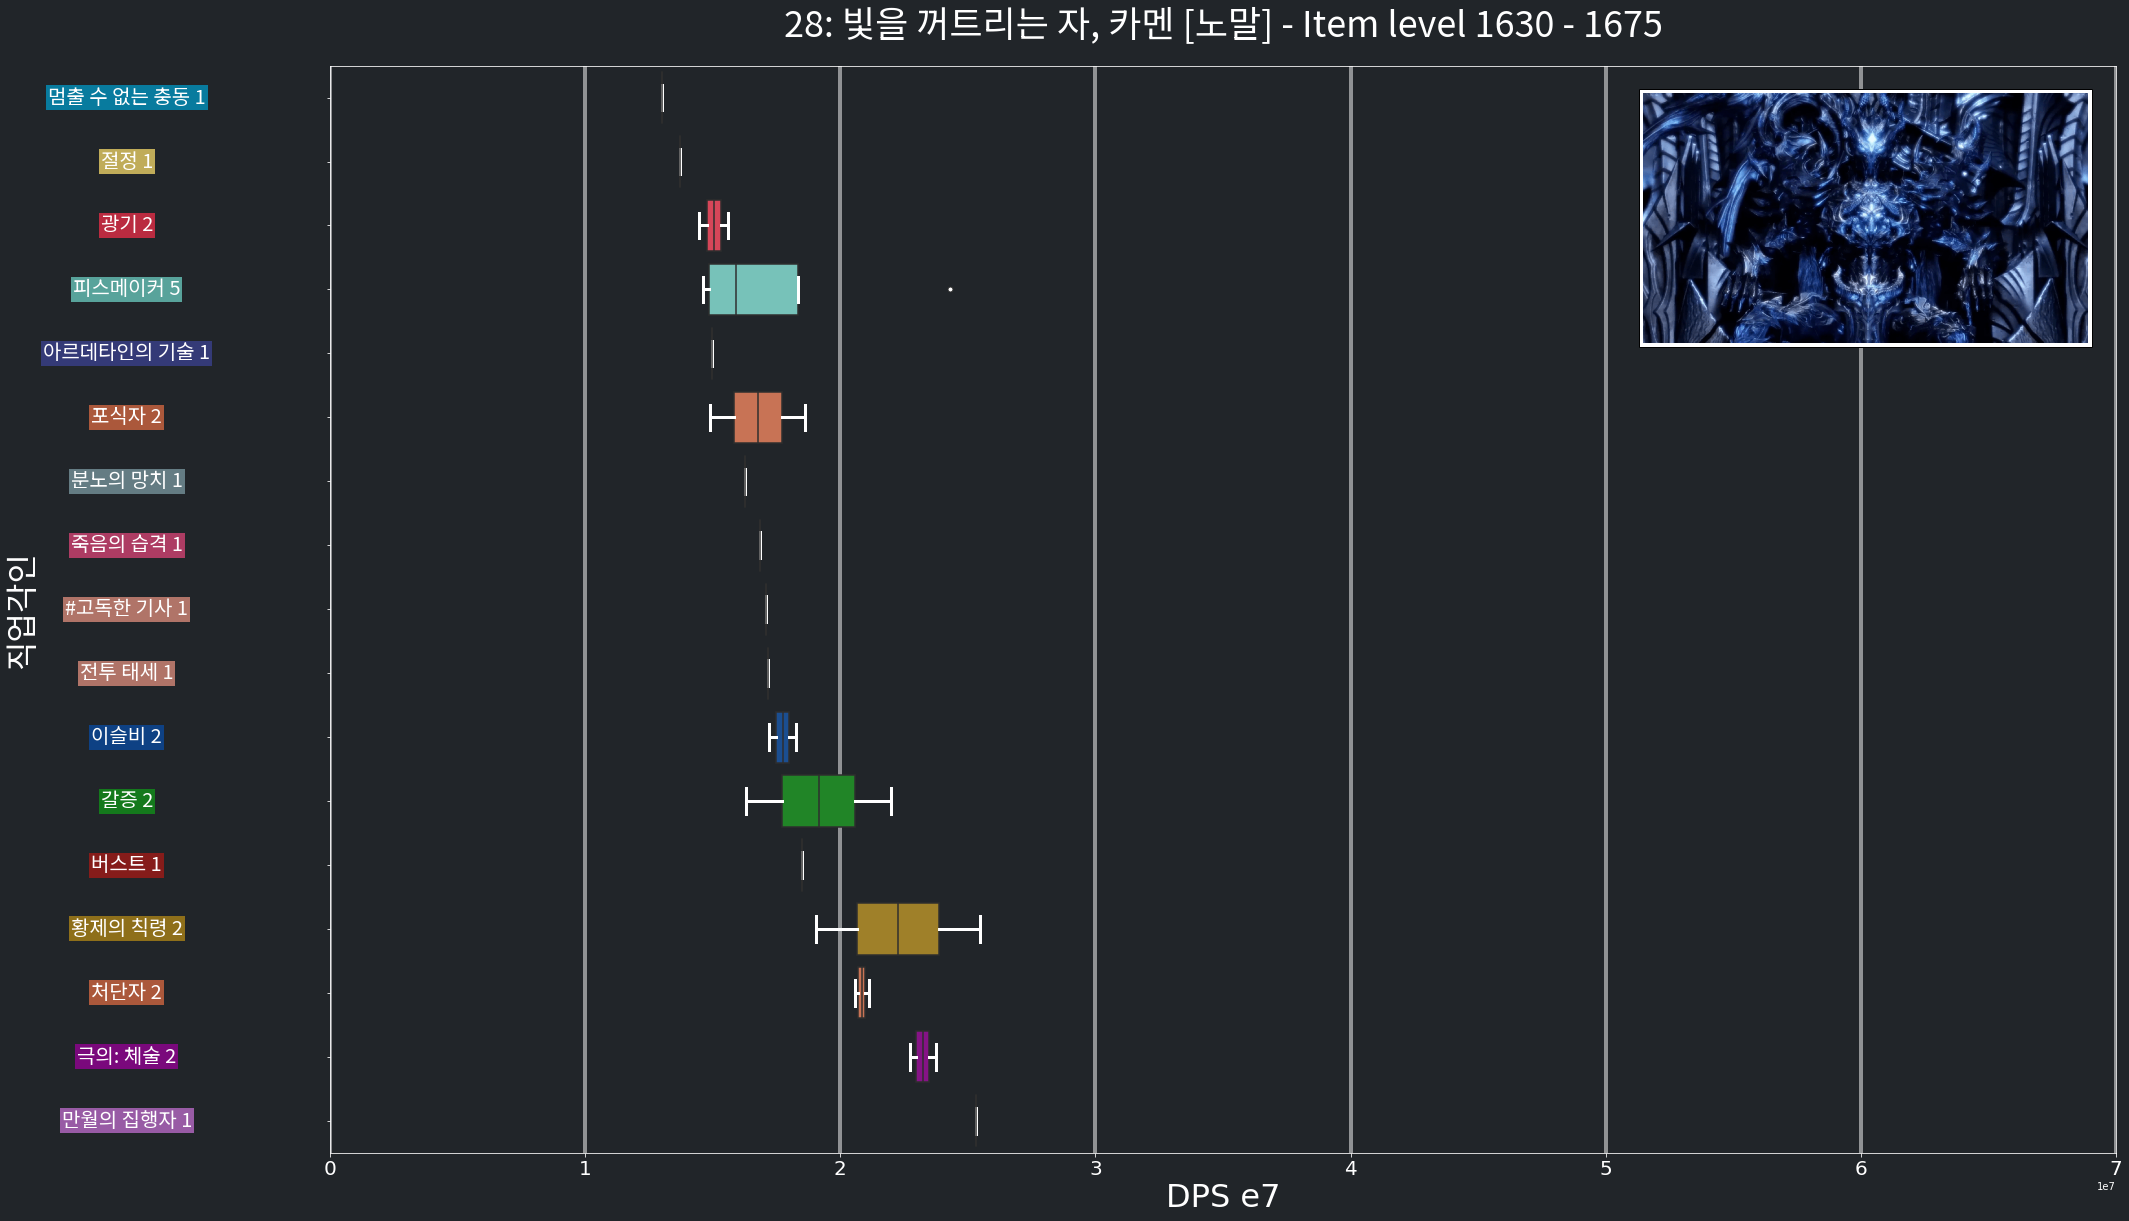 28: 빛을 꺼트리는 자, 카멘 [노말] - Item level 1630 - 1675
직업각인
멈출 수 없는 충동 1
절정 1
광기 2
피스메이커 5
아르데타인의 기술 1
포식자 2
분노의 망치 1
죽음의 습격 1
#고독한 기사 1
전투 태세 1
이슬비 2
갈증 2
버스트 1
황제의 칙령 2
처단자 2
극의: 체술 2
만월의 집행자 1
0 1 2 3 4 5 6 7
1e7
DPS e7